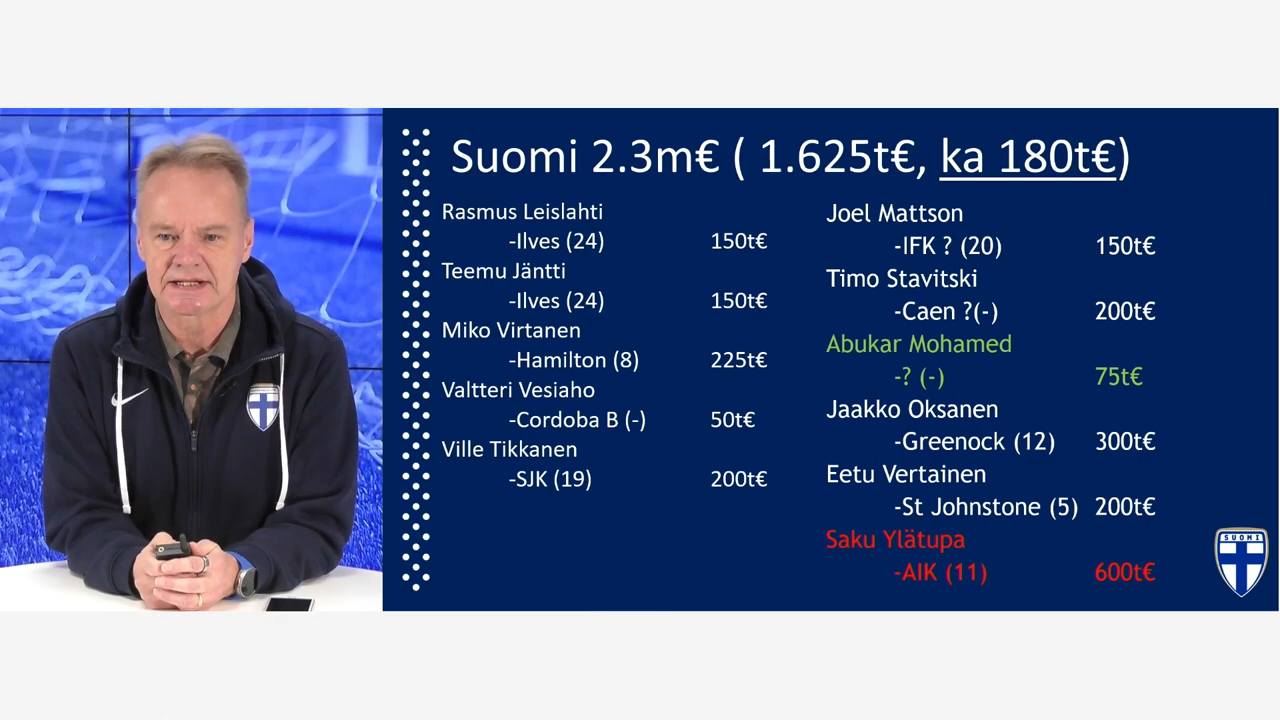 Suomi 2.3m€ ( 1.625t€, ka 180t€)
Rasmus Leislahti
-Ilves (24) 150t€
Teemu Jäntti
-Ilves (24) 150t€
Miko Virtanen
-Hamilton (8) 225t€
Valtteri Vesiaho
-Cordoba B (-) 50t€
Ville Tikkanen
-SJK (19) 200t€
Joel Mattson
-IFK ? (20) 150t€
Timo Stavitski
-Caen ?(-) 200t€
Abukar Mohamed
-? (-) 75t€
Jaakko Oksanen
-Greenock (12) 300t€
Eetu Vertainen
-St Johnstone (5) 200t€
Saku Ylätupa
-AIK (11) 600t€
SUOMI